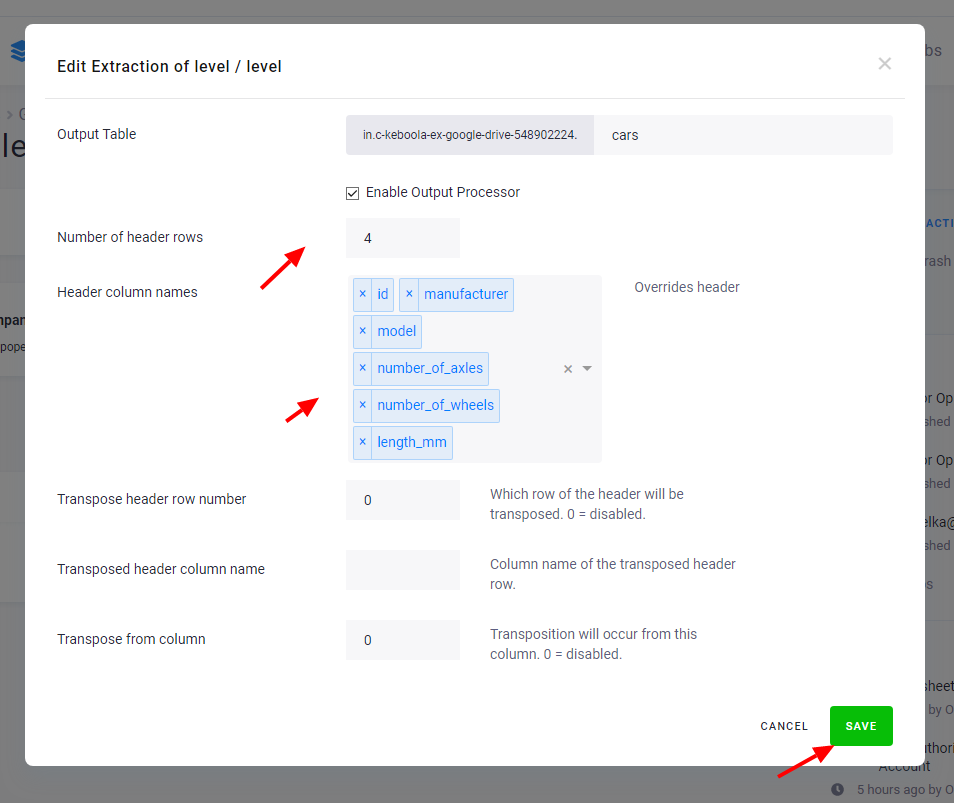 Edit Extraction of level / level
×
Output Table
in.c-keboola-ex-google-drive-548902224.
cars
Enable Output Processor
Number of header rows
4
Header column names
× id × manufacturer
× model
× number_of_axles
× number_of_wheels
× length_mm
× 
Overrides header
Transpose header row number
0
Which row of the header will be
transposed. 0 = disabled.
Transposed header column name
Column name of the transposed header
row.
Transpose from column
0
Transposition will occur from this
column. 0 = disabled.
CANCEL
SAVE
Account
5 hours ago by O